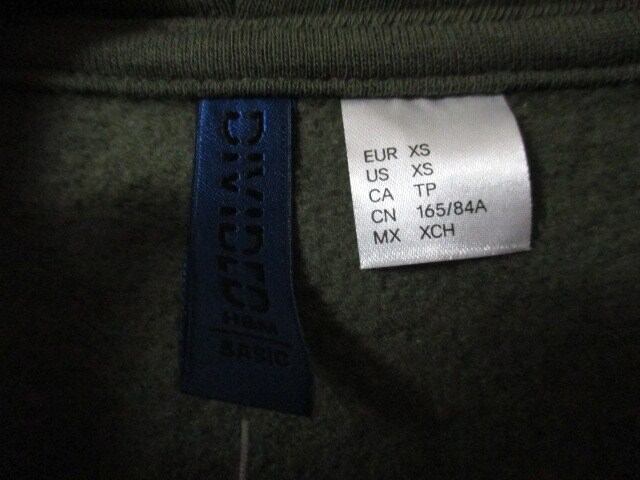 DIVIDED
H&M
BASIC
EUR XS
US XS
CA TP
CN 165/84A
MX XCH